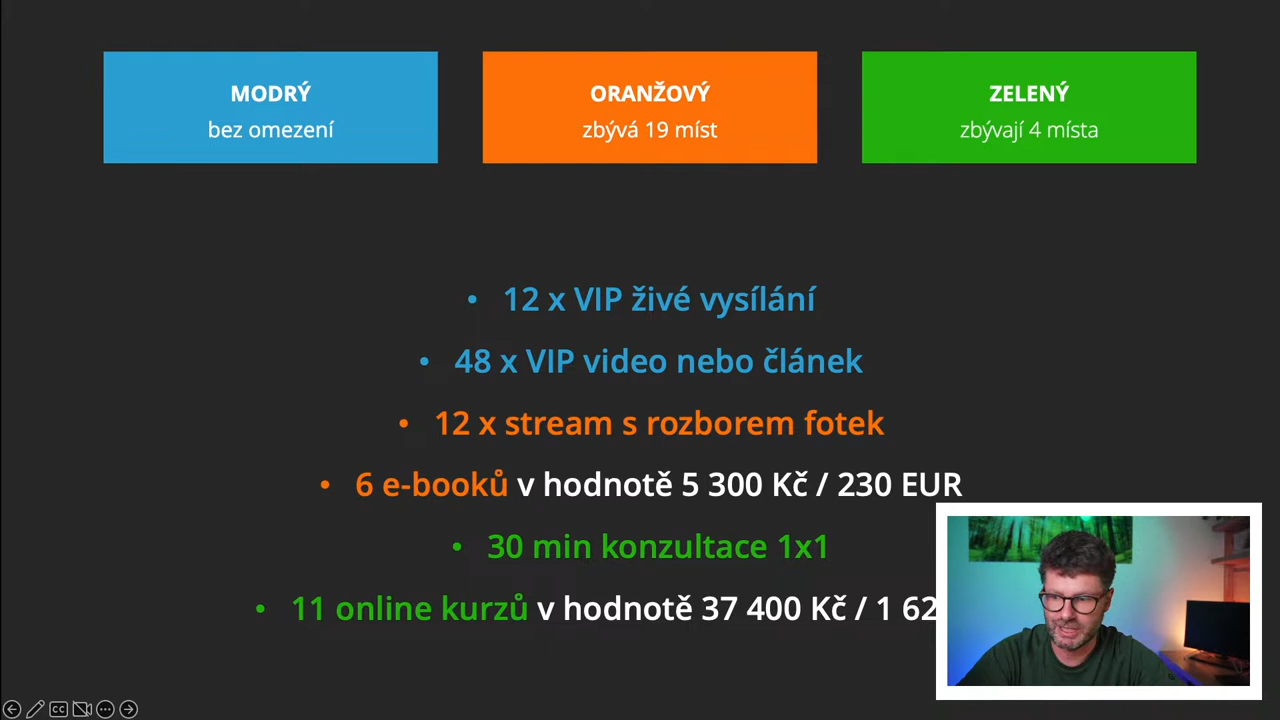 MODRÝ
bez omezení
ORANŽOVÝ
zbývá 19 míst
ZELENÝ
zbývají 4 místa
• 12 x VIP živé vysílání
• 48 x VIP video nebo článek
• 12 x stream s rozborem fotek
• 6 e-booků v hodnotě 5 300 Kč / 230 EUR
• 30 min konzultace 1x1
• 11 online kurzů v hodnotě 37 400 Kč / 1 62
CC